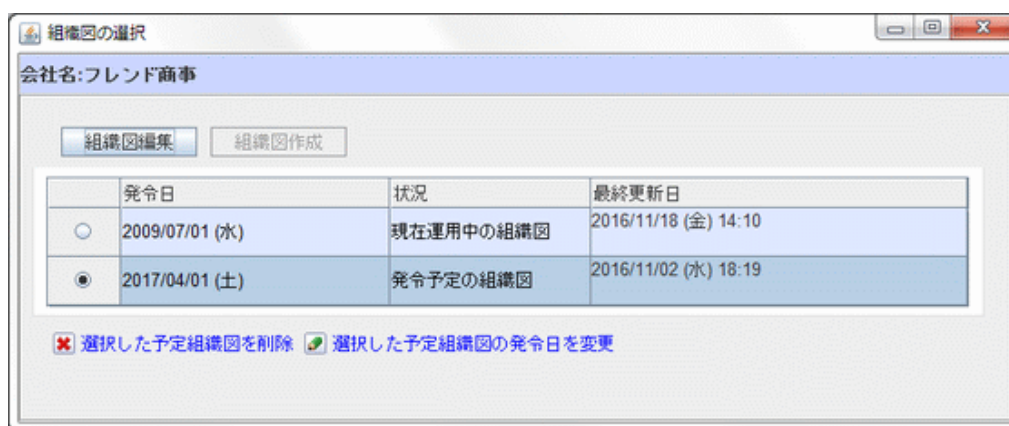 組織図の選択
会社名:フレンド商事
組織図編集 組織図作成
発令日 状況 最終更新日
2009/07/01 (水) 現在運用中の組織図 2016/11/18 (金) 14:10
2017/04/01 (土) 発令予定の組織図 2016/11/02 (水) 18:19
選択した予定組織図を削除 選択した予定組織図の発令日を変更